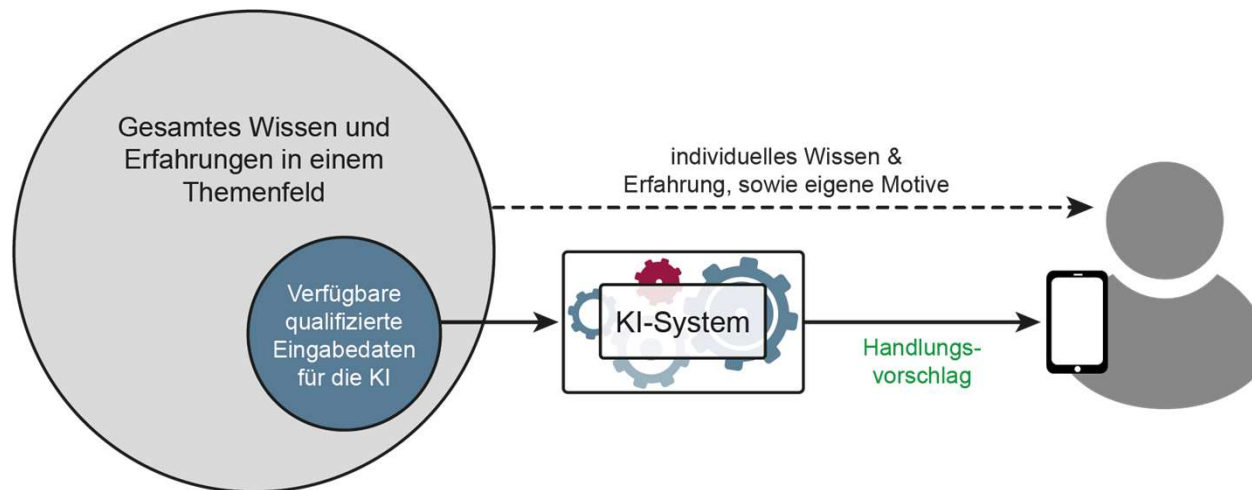 Gesamtes Wissen und
Erfahrungen in einem
Themenfeld
individuelles Wissen &
Erfahrung, sowie eigene Motive
Verfügbare
qualifizierte
Eingabedaten
für die KI
KI-System
Handlungs-
vorschlag